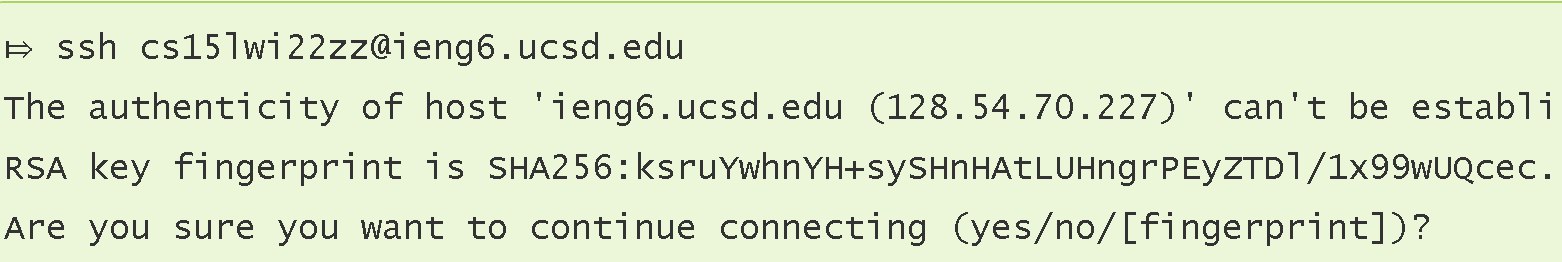 ⤇ ssh cs15lwi22zz@ieng6.ucsd.edu
The authenticity of host 'ieng6.ucsd.edu (128.54.70.227)' can't be establi
RSA key fingerprint is SHA256:ksruYwhnYH+sySHnHAtLUHngrPEyZTDl/1x99wUQcec.
Are you sure you want to continue connecting (yes/no/[fingerprint])?